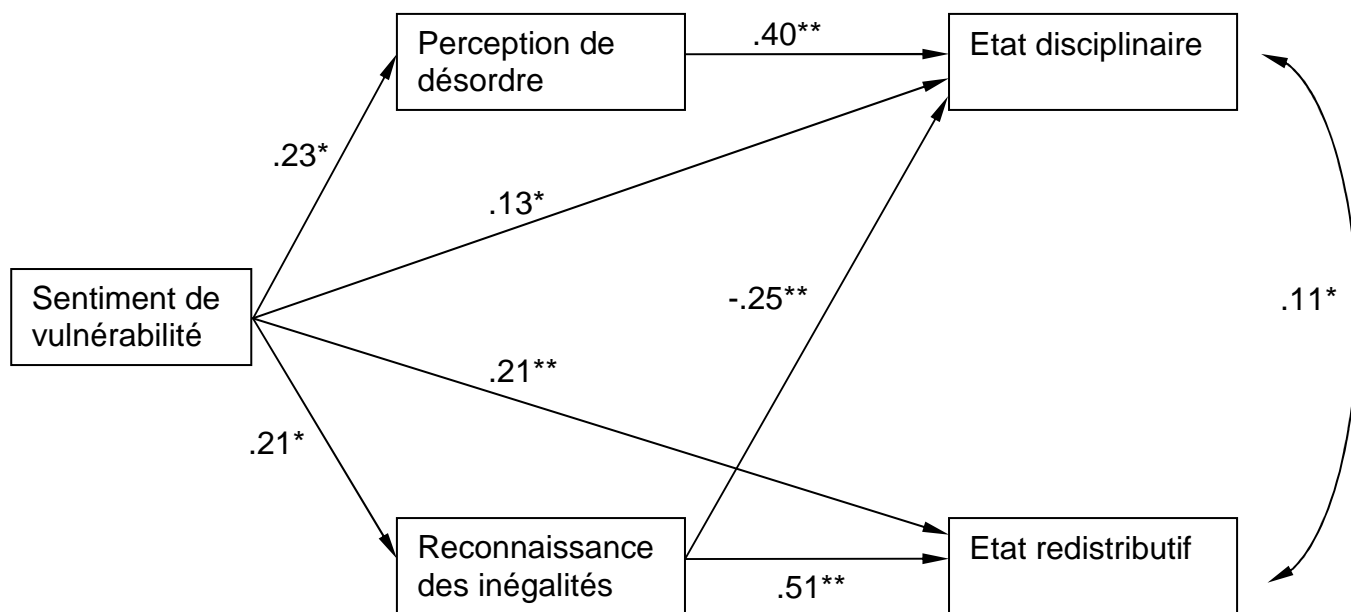 Perception de
désordre
.40**
Etat disciplinaire
.23*
.13*
Sentiment de
vulnérabilité
-.25**
.11*
.21**
.21*
Reconnaissance
des inégalités
.51**
Etat redistributif